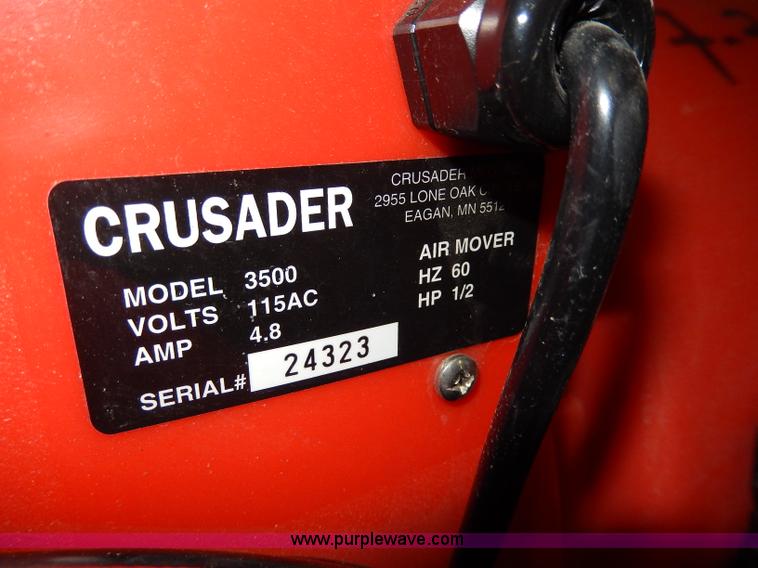 CRUSADER
2955 LONE OAK
EAGAN, MN
CRUSADER
MODEL 3500
VOLTS 115AC
AMP 4.8
SERIAL# 24323
AIR MOVER
HZ 60
HP 1/2
www.purplewave.com